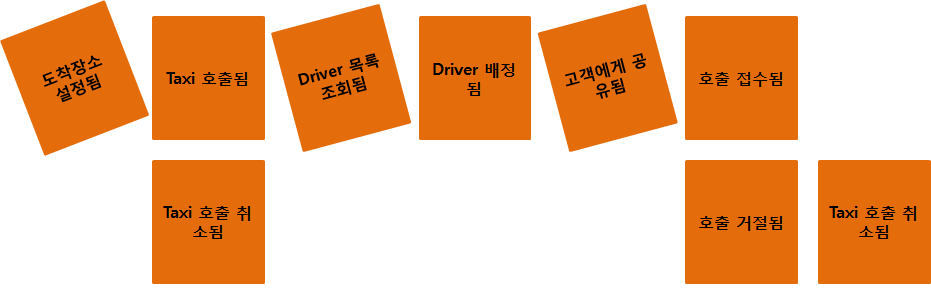 도착장소
설정됨
Taxi 호출됨
Driver 목록
조회됨
Driver 배정
됨
고객에게 공
유됨
호출 접수됨
Taxi 호출 취
소됨
호출 거절됨
Taxi 호출 취
소됨